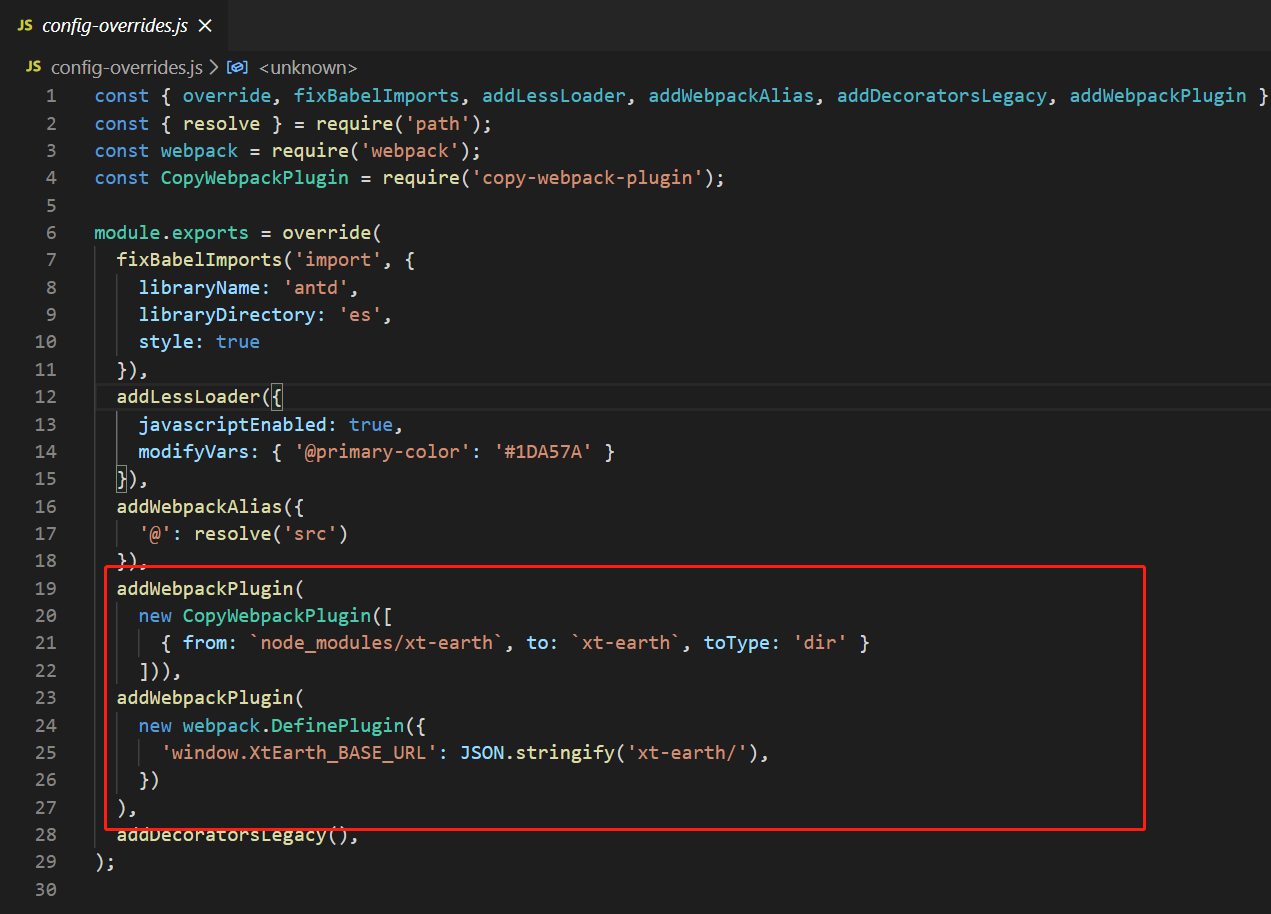 JS config-overrides.js ×
JS config-overrides.js > <unknown>
1 const { override, fixBabelImports, addLessLoader, addWebpackAlias, addDecoratorsLegacy, addWebpackPlugin }
2 const { resolve } = require('path');
3 const webpack = require('webpack');
4 const CopyWebpackPlugin = require('copy-webpack-plugin');
5
6 module.exports = override(
7 fixBabelImports('import', {
8 libraryName: 'antd',
9 libraryDirectory: 'es',
10 style: true
11 }),
12 addLessLoader({
13 javascriptEnabled: true,
14 modifyVars: { '@primary-color': '#1DA57A' }
15 }),
16 addWebpackAlias({
17 '@': resolve('src')
18 }),
19 addWebpackPlugin(
20 new CopyWebpackPlugin([
21 { from: `node_modules/xt-earth`, to: `xt-earth`, toType: 'dir' }
22 ])),
23 addWebpackPlugin(
24 new webpack.DefinePlugin({
25 'window.XtEarth_BASE_URL': JSON.stringify('xt-earth/'),
26 })
27 ),
28 addDecoratorsLegacy(),
29 );
30